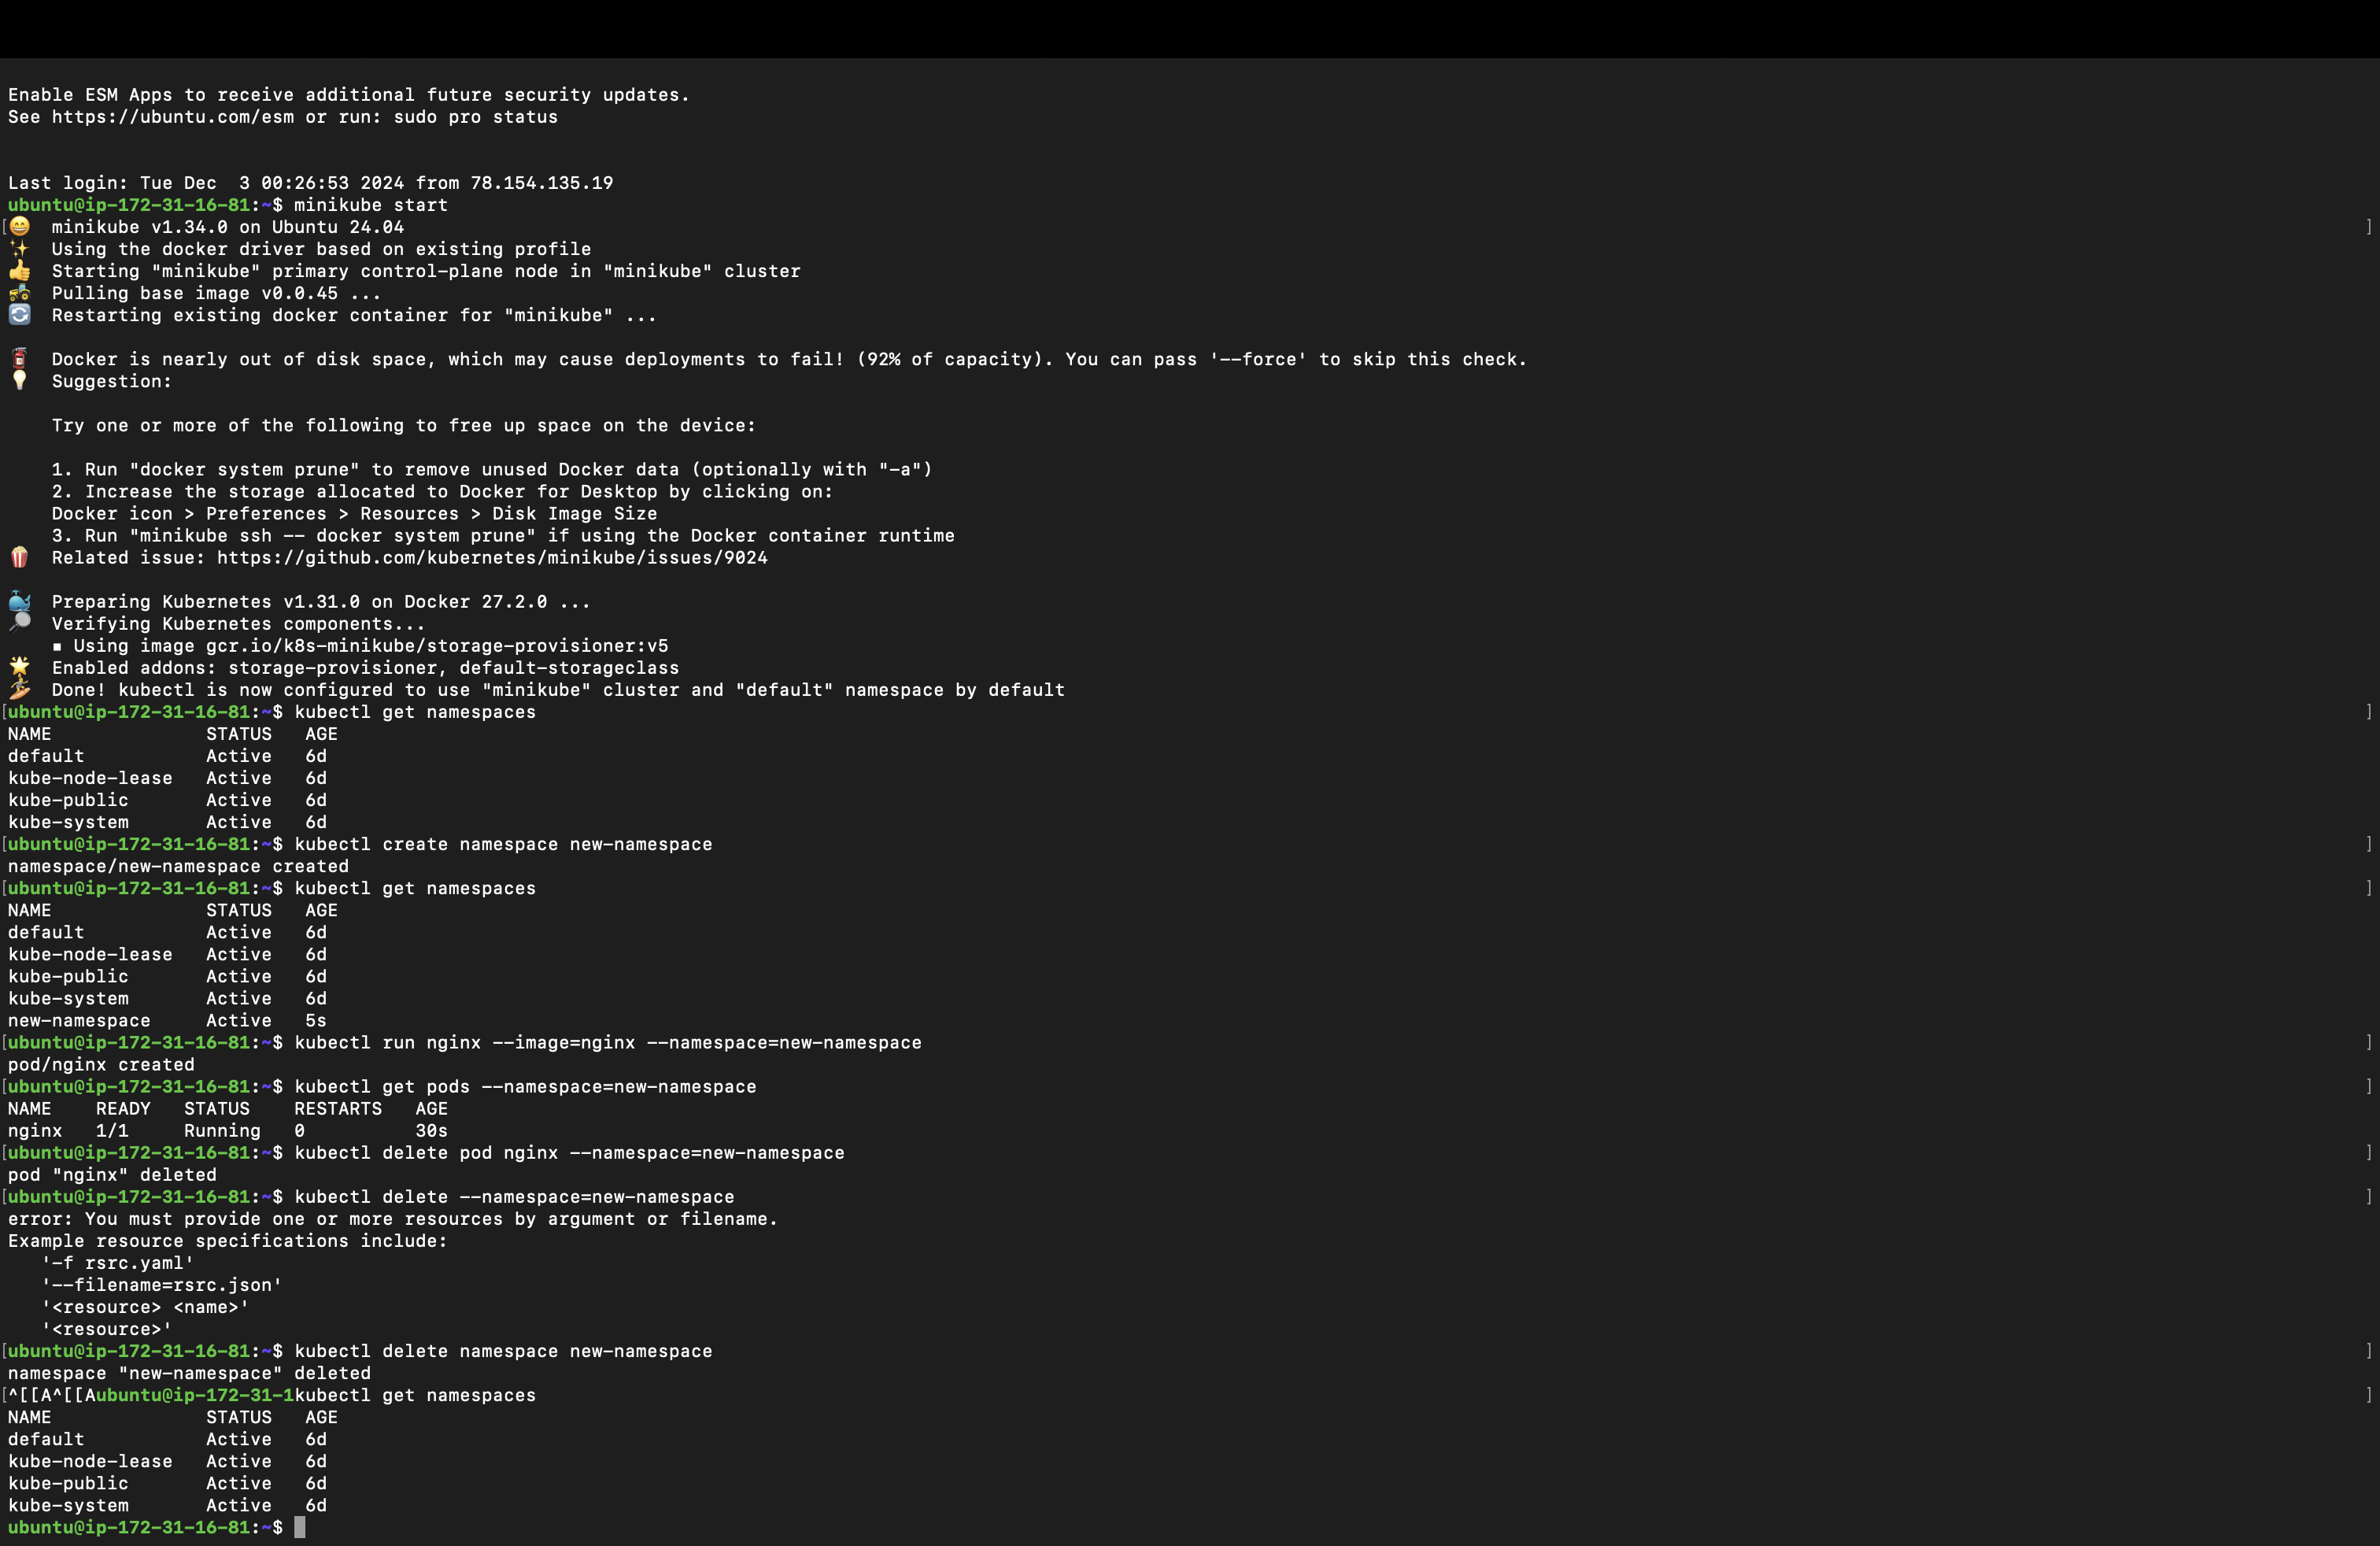 Enable ESM Apps to receive additional future security updates.
See https://ubuntu.com/esm or run: sudo pro status
Last login: Tue Dec  3 00:26:53 2024 from 78.154.135.19
ubuntu@ip-172-31-16-81:~$ minikube start
[😄  minikube v1.34.0 on Ubuntu 24.04 ]
✨  Using the docker driver based on existing profile
👍  Starting "minikube" primary control-plane node in "minikube" cluster
🚜  Pulling base image v0.0.45 ...
🔄  Restarting existing docker container for "minikube" ...
🧯  Docker is nearly out of disk space, which may cause deployments to fail! (92% of capacity). You can pass '--force' to skip this check.
💡  Suggestion:
Try one or more of the following to free up space on the device:
1. Run "docker system prune" to remove unused Docker data (optionally with "-a")
2. Increase the storage allocated to Docker for Desktop by clicking on:
Docker icon > Preferences > Resources > Disk Image Size
3. Run "minikube ssh -- docker system prune" if using the Docker container runtime
🍿  Related issue: https://github.com/kubernetes/minikube/issues/9024
🐳  Preparing Kubernetes v1.31.0 on Docker 27.2.0 ...
🔎  Verifying Kubernetes components...
▪ Using image gcr.io/k8s-minikube/storage-provisioner:v5
🌟  Enabled addons: storage-provisioner, default-storageclass
🏄  Done! kubectl is now configured to use "minikube" cluster and "default" namespace by default
[ubuntu@ip-172-31-16-81:~$ kubectl get namespaces ]
NAME              STATUS   AGE
default           Active   6d
kube-node-lease   Active   6d
kube-public       Active   6d
kube-system       Active   6d
[ubuntu@ip-172-31-16-81:~$ kubectl create namespace new-namespace ]
namespace/new-namespace created
[ubuntu@ip-172-31-16-81:~$ kubectl get namespaces ]
NAME              STATUS   AGE
default           Active   6d
kube-node-lease   Active   6d
kube-public       Active   6d
kube-system       Active   6d
new-namespace     Active   5s
[ubuntu@ip-172-31-16-81:~$ kubectl run nginx --image=nginx --namespace=new-namespace ]
pod/nginx created
[ubuntu@ip-172-31-16-81:~$ kubectl get pods --namespace=new-namespace ]
NAME    READY   STATUS    RESTARTS   AGE
nginx   1/1     Running   0          30s
[ubuntu@ip-172-31-16-81:~$ kubectl delete pod nginx --namespace=new-namespace ]
pod "nginx" deleted
[ubuntu@ip-172-31-16-81:~$ kubectl delete --namespace=new-namespace ]
error: You must provide one or more resources by argument or filename.
Example resource specifications include:
'-f rsrc.yaml'
'--filename=rsrc.json'
'<resource> <name>'
'<resource>'
[ubuntu@ip-172-31-16-81:~$ kubectl delete namespace new-namespace ]
namespace "new-namespace" deleted
[^[[A^[[Aubuntu@ip-172-31-1kubectl get namespaces ]
NAME              STATUS   AGE
default           Active   6d
kube-node-lease   Active   6d
kube-public       Active   6d
kube-system       Active   6d
ubuntu@ip-172-31-16-81:~$